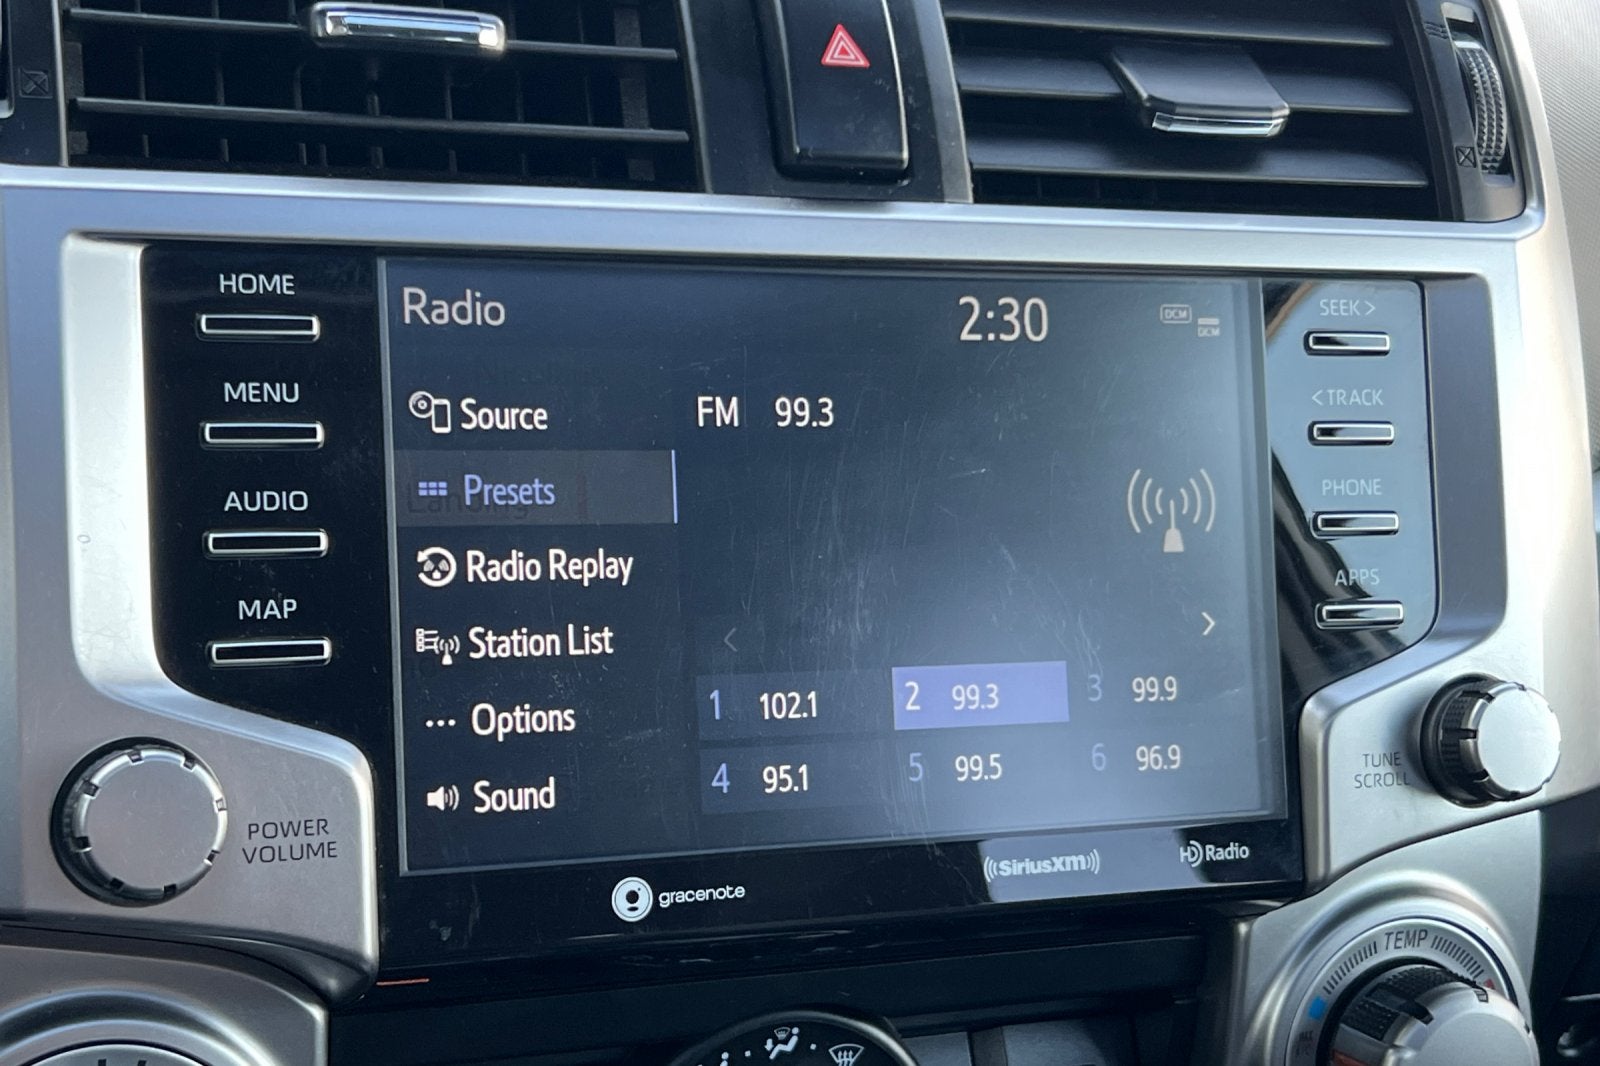 HOME
MENU
AUDIO
MAP
POWER
VOLUME
Radio
2:30
DCM
DCM
Source
Presets
Radio Replay
Station List
Options
Sound
FM 99.3
1 102.1
2 99.3
3 99.9
4 95.1
5 99.5
6 96.9
gracenote
((SiriusXM))
HD Radio
SEEK >
< TRACK
PHONE
APPS
TUNE
SCROLL
TEMP